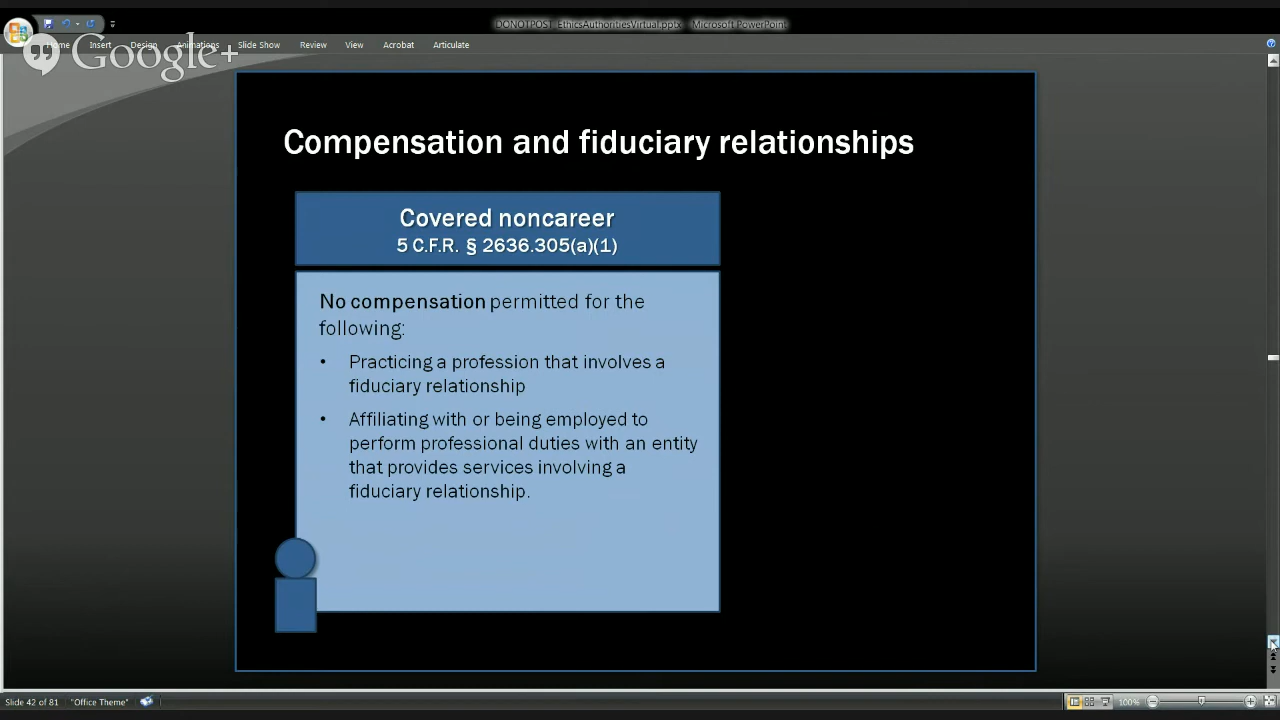 DONOTPOST_EthicsAuthoritiesVirtual.pptx - Microsoft PowerPoint
Home Insert Design Animations Slide Show Review View Acrobat Articulate
Google+
Compensation and fiduciary relationships
Covered noncareer
5 C.F.R. § 2636.305(a)(1)
No compensation permitted for the
following:
• Practicing a profession that involves a
fiduciary relationship
• Affiliating with or being employed to
perform professional duties with an entity
that provides services involving a
fiduciary relationship.
Slide 42 of 81 "Office Theme" 100%